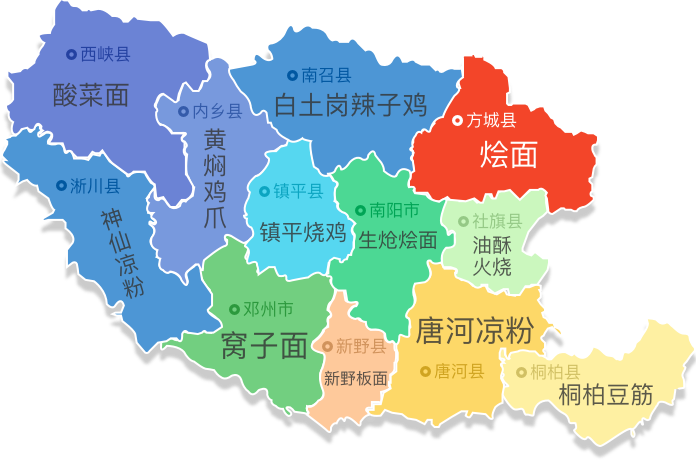 西峡县
酸菜面
南召县
白土岗辣子鸡
内乡县
黄焖鸡爪
方城县
烩面
淅川县
神仙凉粉
镇平县
镇平烧鸡
南阳市
生炝烩面
社旗县
油酥
火烧
邓州市
窝子面
新野县
新野板面
唐河凉粉
唐河县
桐柏县
桐柏豆筋